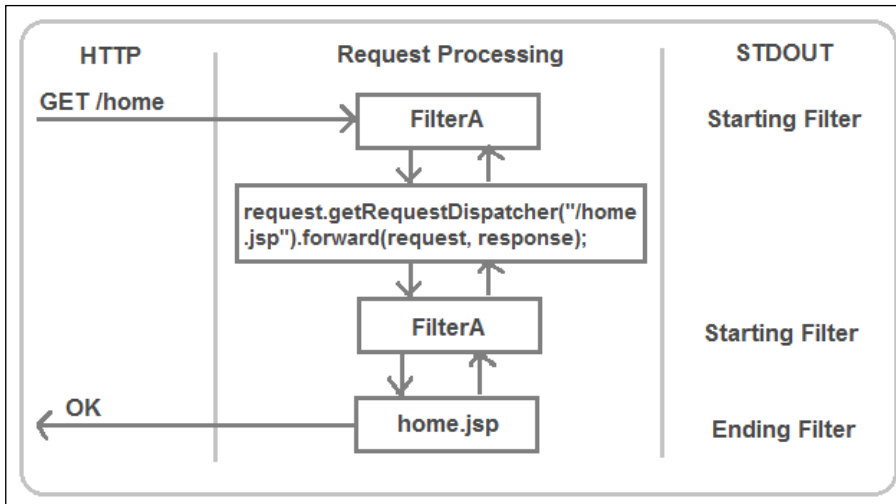 HTTP
Request Processing
STDOUT
GET /home
FilterA
Starting Filter
request.getRequestDispatcher("/home
.jsp").forward(request, response);
FilterA
Starting Filter
OK
home.jsp
Ending Filter